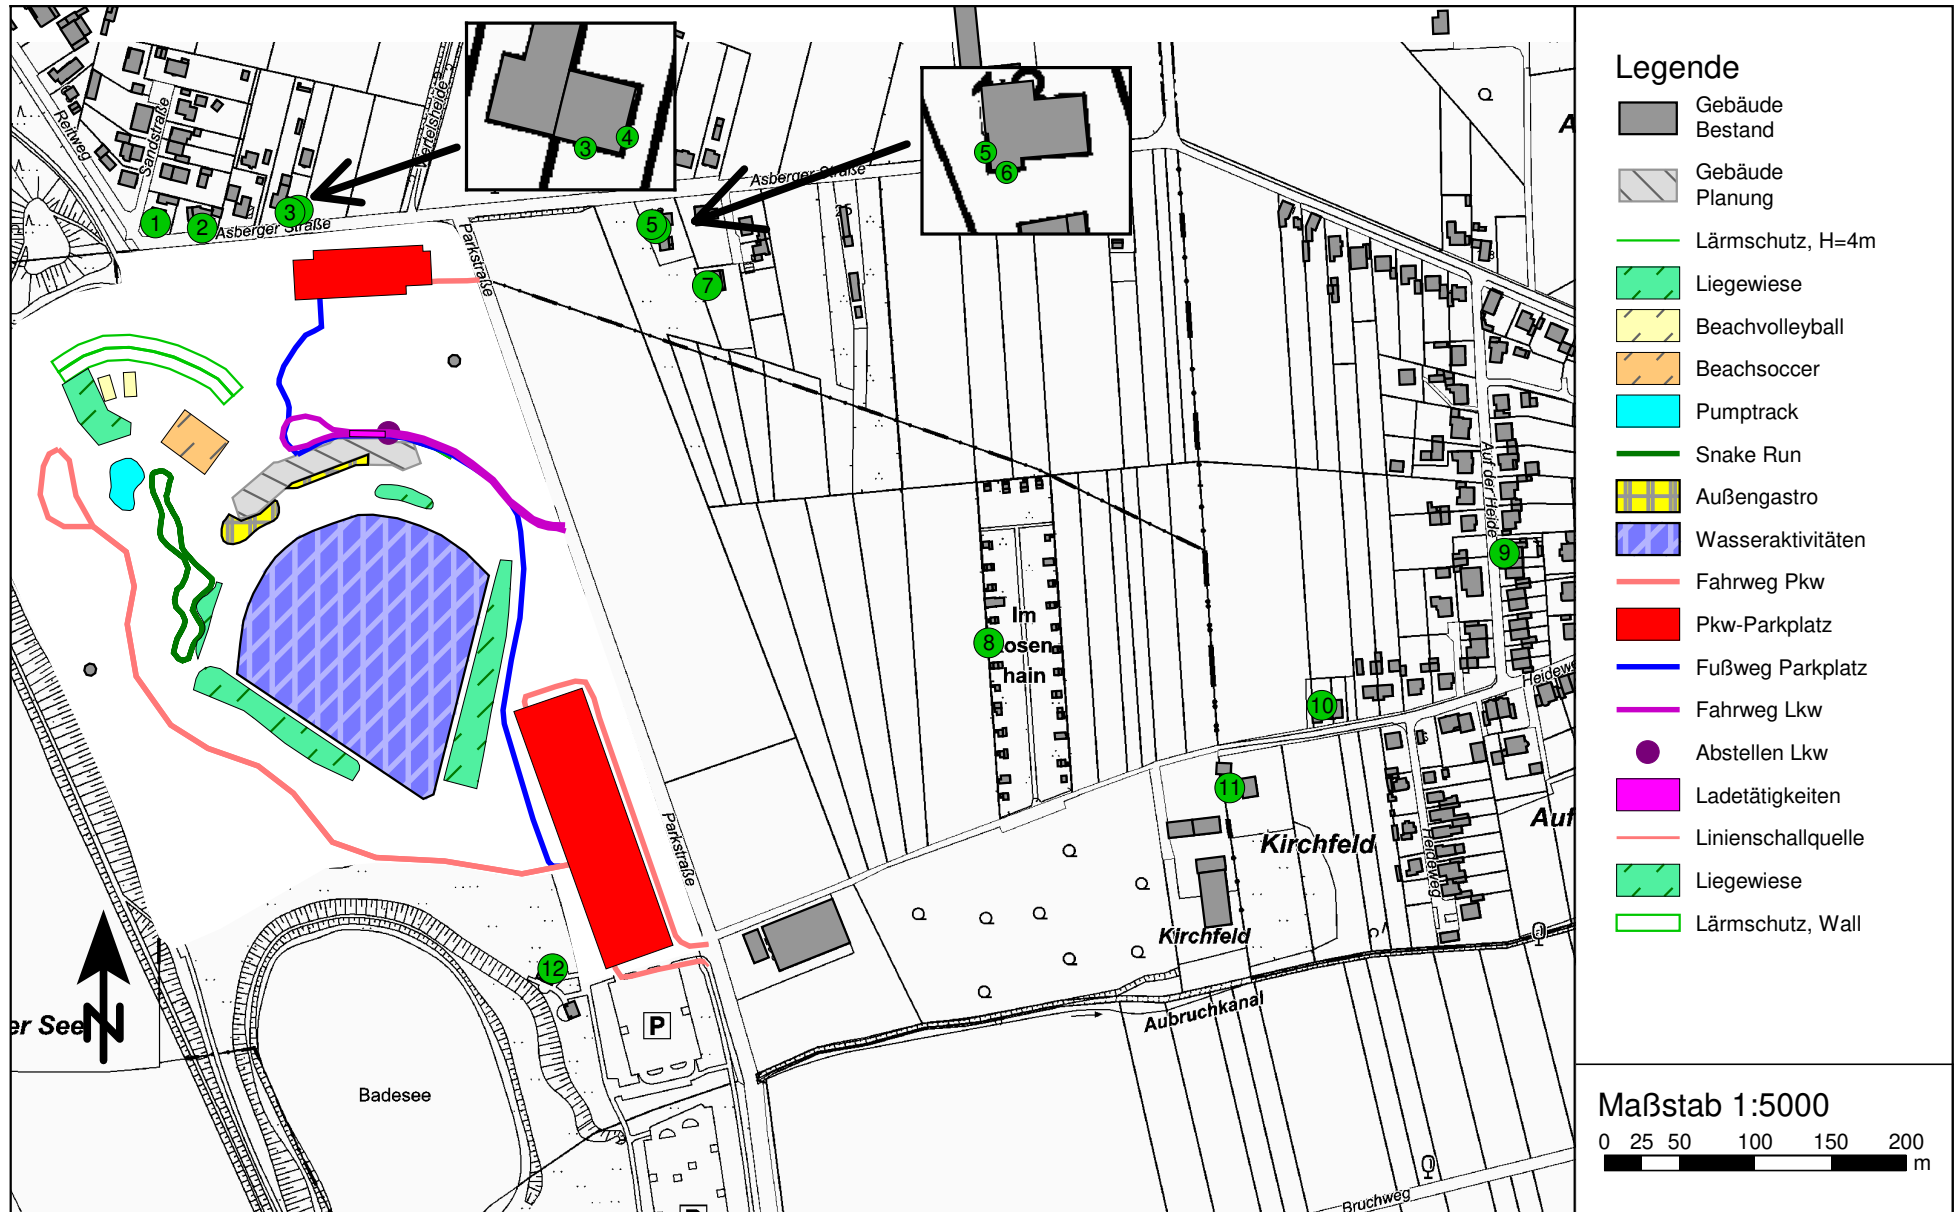 Reitweg
Sandstraße
Asberger Straße
Asberger Straße
Parkstraße
1
2
3
3
4
5
5
6
7
8
9
10
11
12
25
Im
hain
Auf der Heide
Heideweg
Kirchfeld
Kirchfeld
Auf
A
Parkstraße
Aubruchkanal
Bruchweg
Badesee
er See
N
P
Legende
Gebäude
Bestand
Gebäude
Planung
Lärmschutz, H=4m
Liegewiese
Beachvolleyball
Beachsoccer
Pumptrack
Snake Run
Außengastro
Wasseraktivitäten
Fahrweg Pkw
Pkw-Parkplatz
Fußweg Parkplatz
Fahrweg Lkw
Abstellen Lkw
Ladetätigkeiten
Linienschallquelle
Liegewiese
Lärmschutz, Wall
Maßstab 1:5000
0 25 50 100 150 200
m